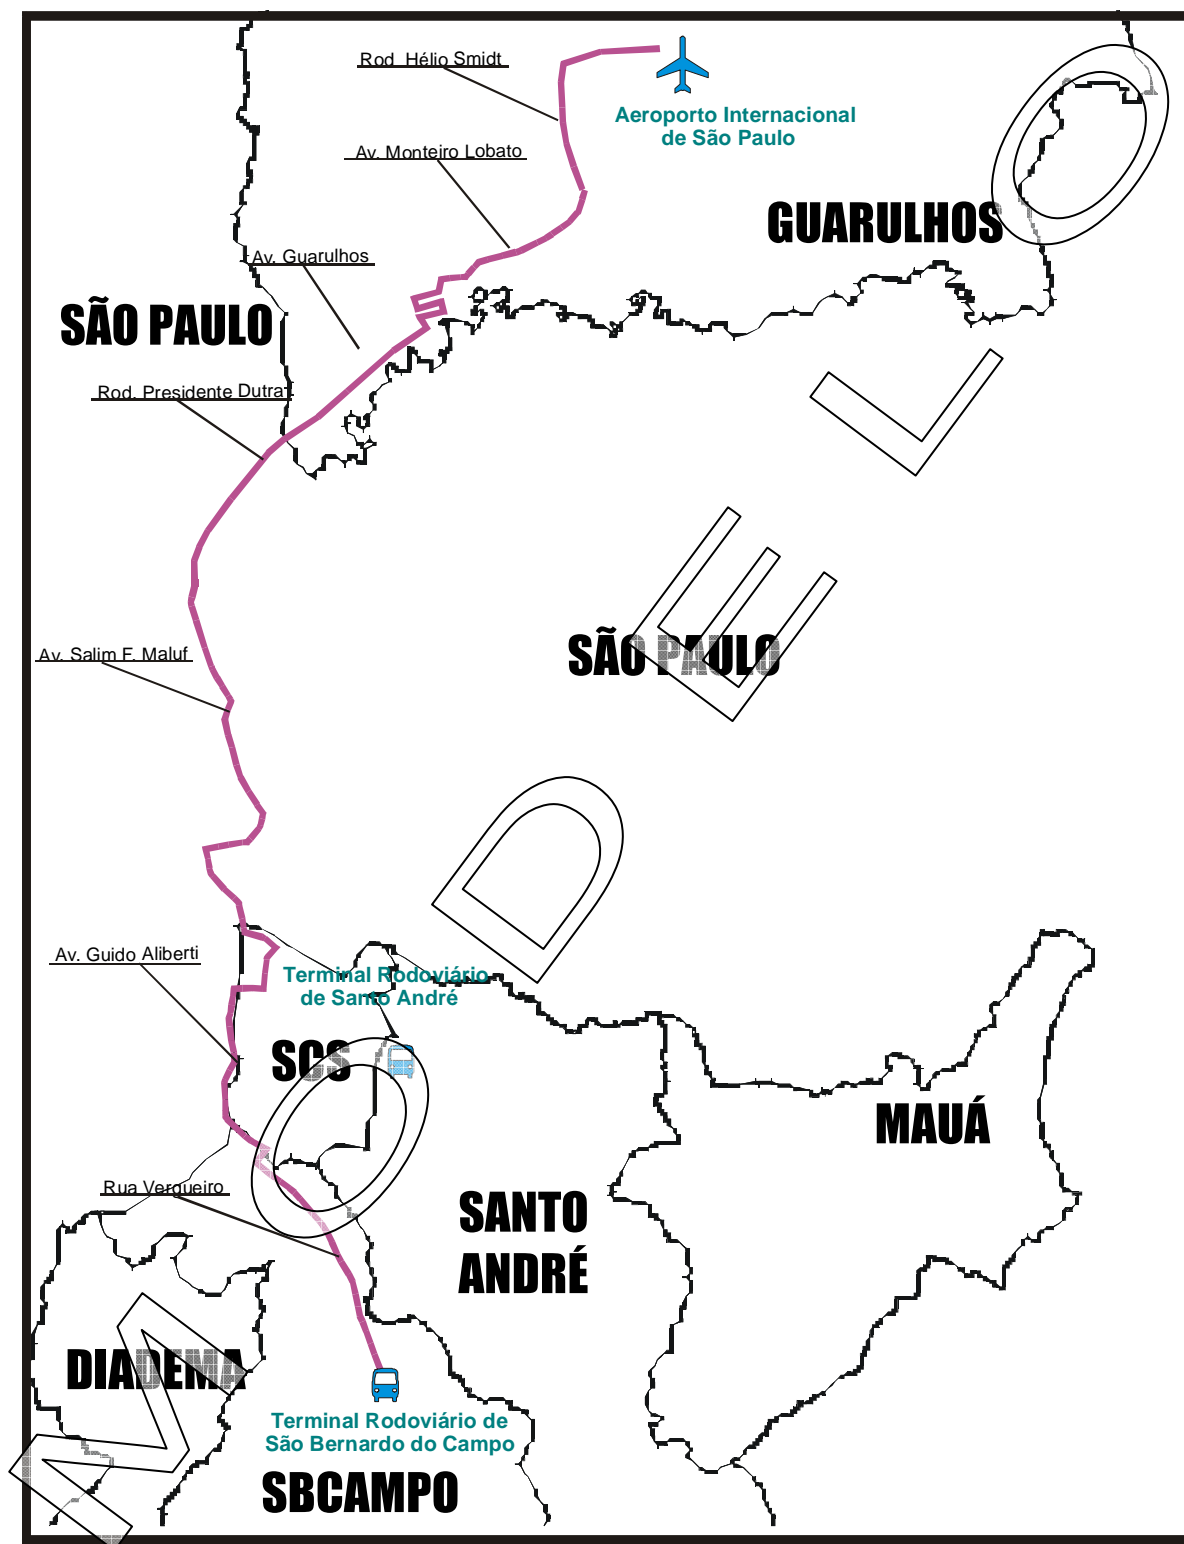 Rod. Hélio Smidt
Aeroporto Internacional
de São Paulo
Av. Monteiro Lobato
GUARULHOS
Av. Guarulhos
SÃO PAULO
Rod. Presidente Dutra
SÃO PAULO
Av. Salim F. Maluf
Av. Guido Aliberti
Terminal Rodoviário
de Santo André
SCS
MAUÁ
Rua Vergueiro
SANTO
ANDRÉ
DIADEMA
Terminal Rodoviário de
São Bernardo do Campo
SBCAMPO
MODELO